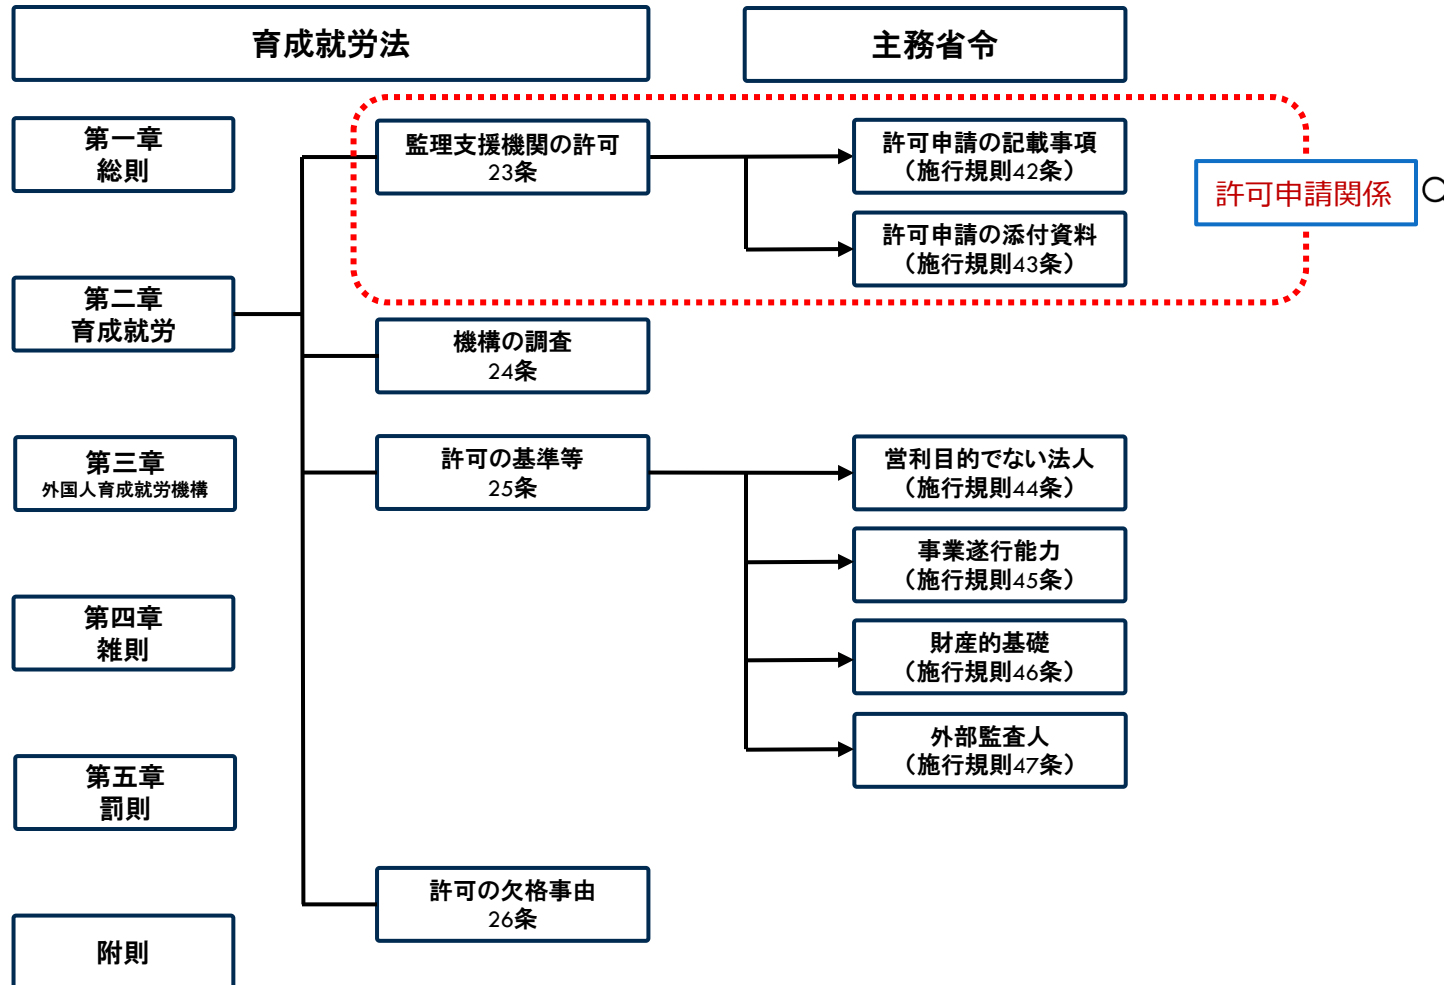 育成就労法
主務省令
第一章
総則
第二章
育成就労
第三章
外国人育成就労機構
第四章
雑則
第五章
罰則
附則
監理支援機関の許可
23条
機構の調査
24条
許可の基準等
25条
許可の欠格事由
26条
許可申請の記載事項
（施行規則42条）
許可申請の添付資料
（施行規則43条）
営利目的でない法人
（施行規則44条）
事業遂行能力
（施行規則45条）
財産的基礎
（施行規則46条）
外部監査人
（施行規則47条）
許可申請関係